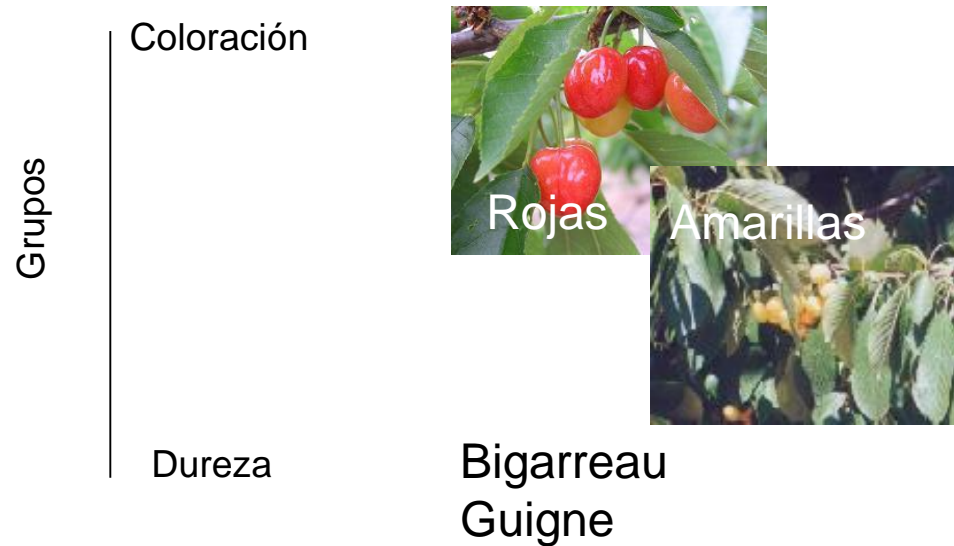 Grupos
Coloración
Rojas
Amarillas
Dureza
Bigarreau
Guigne